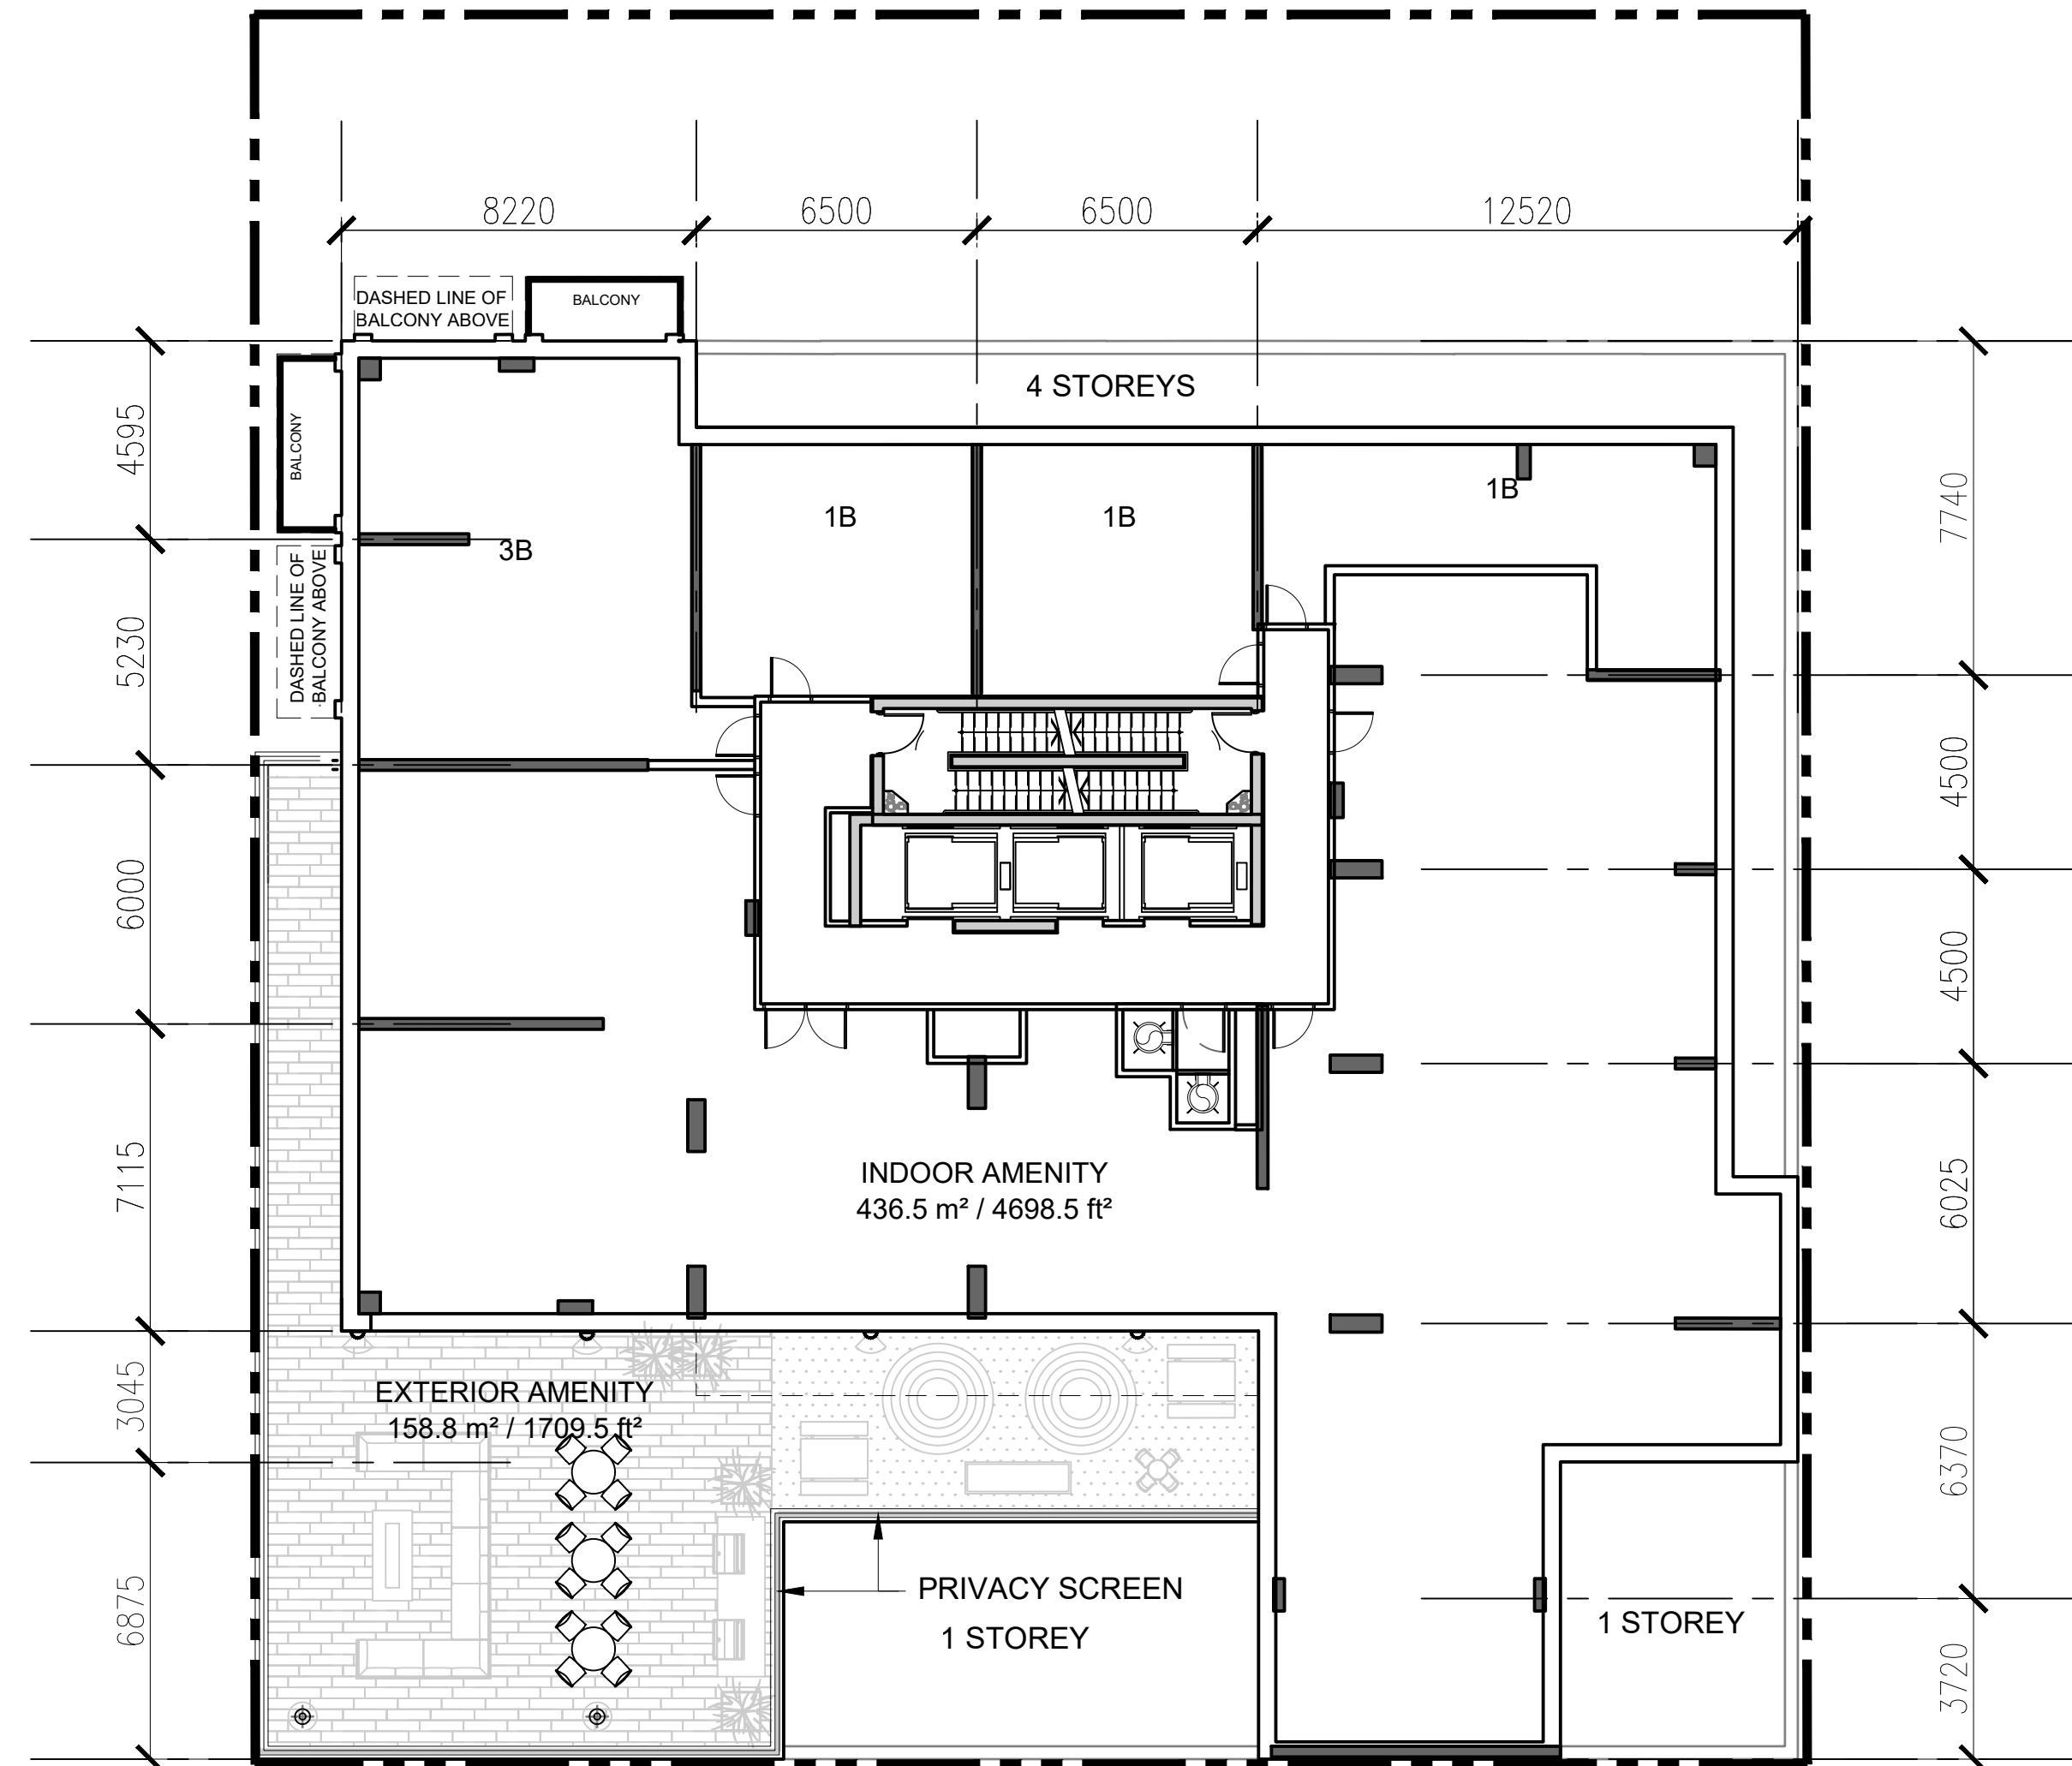 8220
6500
6500
12520
DASHED LINE OF
BALCONY ABOVE
BALCONY
4 STOREYS
4595
BALCONY
7740
1B
1B
1B
3B
5230
DASHED LINE OF
BALCONY ABOVE
4500
6000
4500
7115
INDOOR AMENITY
436.5 m² / 4698.5 ft²
6025
3045
EXTERIOR AMENITY
158.8 m² / 1709.5 ft²
6370
6875
PRIVACY SCREEN
1 STOREY
1 STOREY
3720